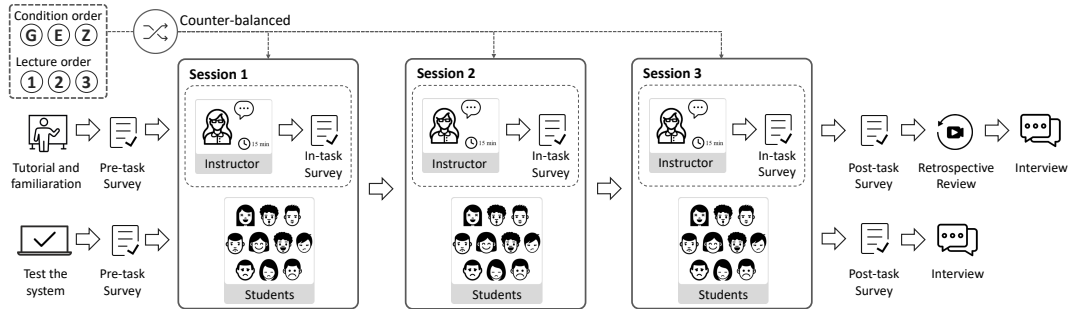 Condition order
G E Z
Lecture order
1 2 3
Counter-balanced
Session 1
Session 2
Session 3
15 min
Instructor
In-task
Survey
15 min
Instructor
In-task
Survey
15 min
Instructor
In-task
Survey
Tutorial and
familiaration
Pre-task
Survey
Post-task
Survey
Retrospective
Review
Interview
Test the
system
Pre-task
Survey
Students
Students
Students
Post-task
Survey
Interview